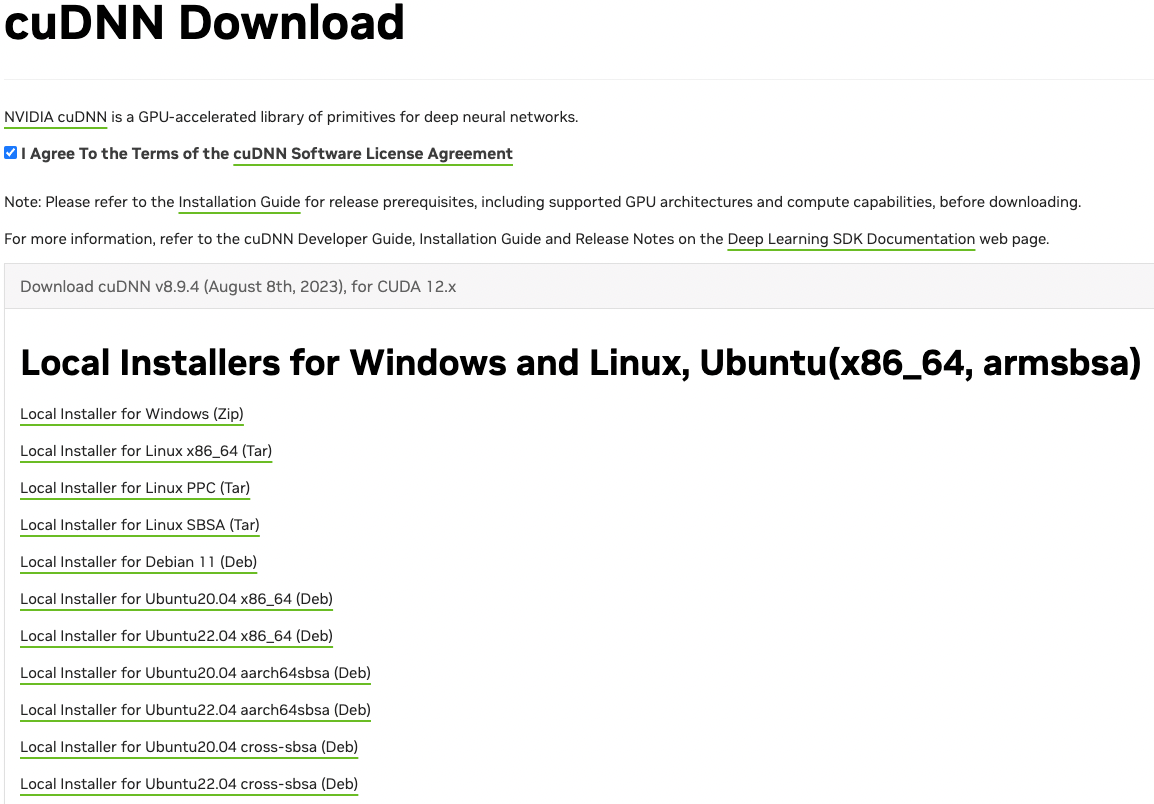 cuDNN Download
NVIDIA cuDNN is a GPU-accelerated library of primitives for deep neural networks.
I Agree To the Terms of the cuDNN Software License Agreement
Note: Please refer to the Installation Guide for release prerequisites, including supported GPU architectures and compute capabilities, before downloading.
For more information, refer to the cuDNN Developer Guide, Installation Guide and Release Notes on the Deep Learning SDK Documentation web page.
Download cuDNN v8.9.4 (August 8th, 2023), for CUDA 12.x
Local Installers for Windows and Linux, Ubuntu(x86_64, armsbsa)
Local Installer for Windows (Zip)
Local Installer for Linux x86_64 (Tar)
Local Installer for Linux PPC (Tar)
Local Installer for Linux SBSA (Tar)
Local Installer for Debian 11 (Deb)
Local Installer for Ubuntu20.04 x86_64 (Deb)
Local Installer for Ubuntu22.04 x86_64 (Deb)
Local Installer for Ubuntu20.04 aarch64sbsa (Deb)
Local Installer for Ubuntu22.04 aarch64sbsa (Deb)
Local Installer for Ubuntu20.04 cross-sbsa (Deb)
Local Installer for Ubuntu22.04 cross-sbsa (Deb)